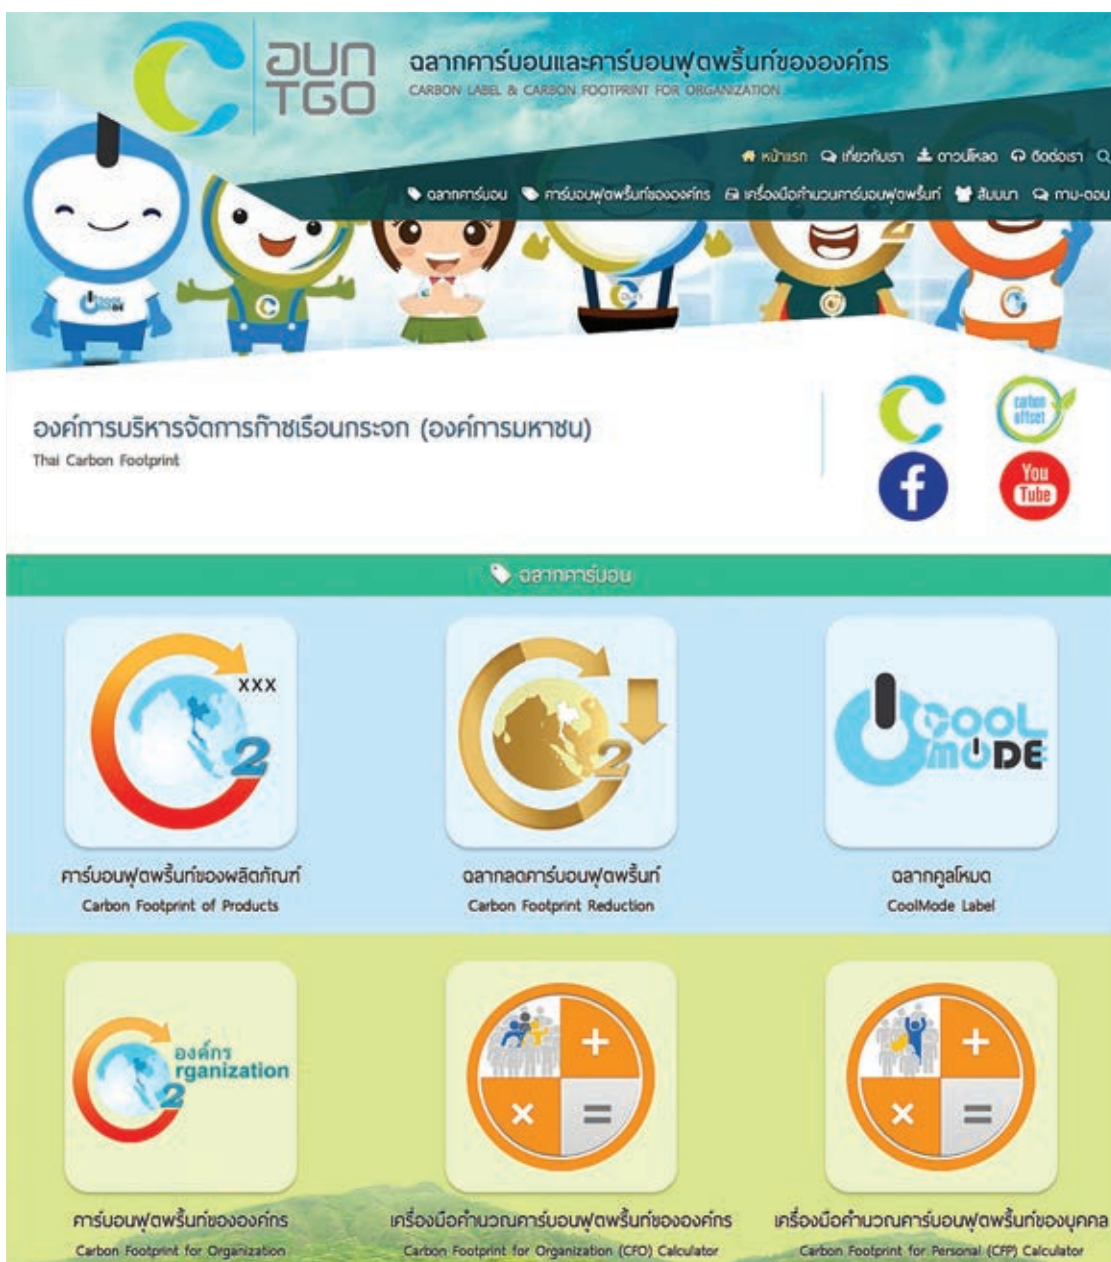 อบก
TGO
ฉลากคาร์บอนและคาร์บอนฟุตพริ้นท์ขององค์กร
CARBON LABEL & CARBON FOOTPRINT FOR ORGANIZATION
หน้าแรก เกี่ยวกับเรา ดาวน์โหลด ติดต่อเรา
ฉลากคาร์บอน คาร์บอนฟุตพริ้นท์ขององค์กร เครื่องมือคำนวณคาร์บอนฟุตพริ้นท์ สัมมนา ถาม-ตอบ
COOL
MODE
2
อบก
องค์การบริหารจัดการก๊าซเรือนกระจก (องค์การมหาชน)
Thai Carbon Footprint
carbon
offset
f
You
Tube
ฉลากคาร์บอน
XXX
2
2
COOL
MODE
คาร์บอนฟุตพริ้นท์ของผลิตภัณฑ์
Carbon Footprint of Products
ฉลากลดคาร์บอนฟุตพริ้นท์
Carbon Footprint Reduction
ฉลากคูลโหมด
CoolMode Label
องค์กร
rganization
2
+
× =
+
× =
คาร์บอนฟุตพริ้นท์ขององค์กร
Carbon Footprint for Organization
เครื่องมือคำนวณคาร์บอนฟุตพริ้นท์ขององค์กร
Carbon Footprint for Organization (CFO) Calculator
เครื่องมือคำนวณคาร์บอนฟุตพริ้นท์ของบุคคล
Carbon Footprint for Personal (CFP) Calculator